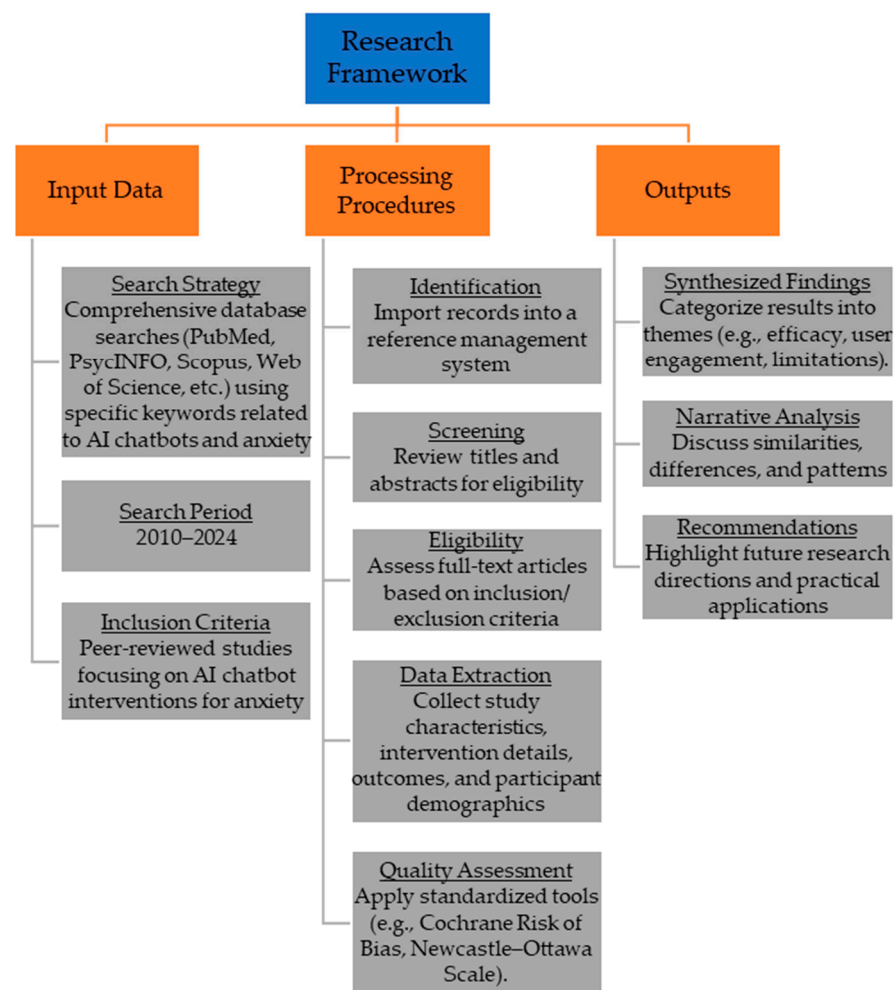 Research
Framework
Input Data
Search Strategy
Comprehensive database
searches (PubMed,
PsycINFO, Scopus, Web
of Science, etc.) using
specific keywords related
to AI chatbots and anxiety
Search Period
2010–2024
Inclusion Criteria
Peer-reviewed studies
focusing on AI chatbot
interventions for anxiety
Processing
Procedures
Identification
Import records into a
reference management
system
Screening
Review titles and
abstracts for eligibility
Eligibility
Assess full-text articles
based on inclusion/
exclusion criteria
Data Extraction
Collect study
characteristics,
intervention details,
outcomes, and participant
demographics
Quality Assessment
Apply standardized tools
(e.g., Cochrane Risk of
Bias, Newcastle–Ottawa
Scale).
Outputs
Synthesized Findings
Categorize results into
themes (e.g., efficacy, user
engagement, limitations).
Narrative Analysis
Discuss similarities,
differences, and patterns
Recommendations
Highlight future research
directions and practical
applications